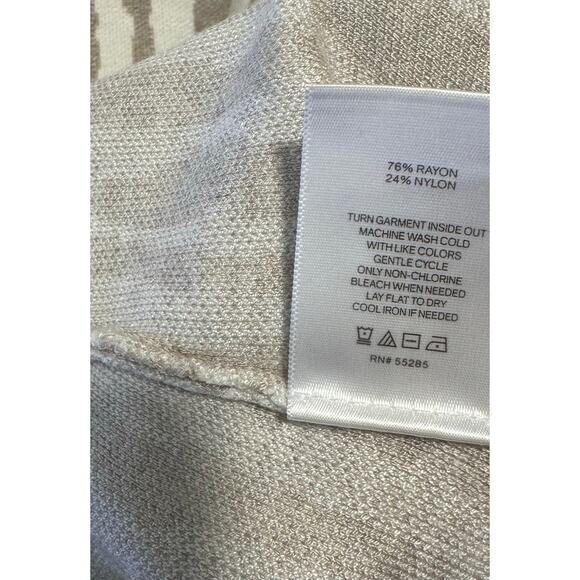 76% RAYON
24% NYLON
TURN GARMENT INSIDE OUT
MACHINE WASH COLD
WITH LIKE COLORS
GENTLE CYCLE
ONLY NON-CHLORINE
BLEACH WHEN NEEDED
LAY FLAT TO DRY
COOL IRON IF NEEDED
RN# 55285